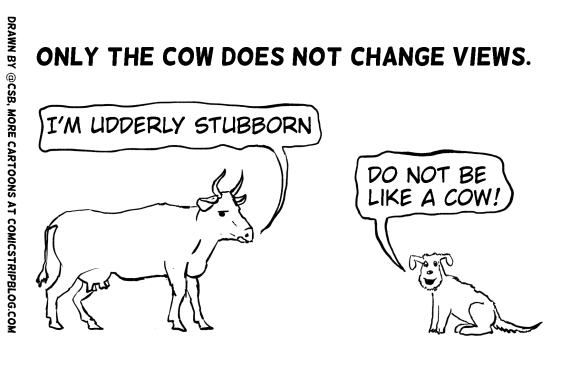 ONLY THE COW DOES NOT CHANGE VIEWS.
I'M UDDERLY STUBBORN
DO NOT BE
LIKE A COW!
DRAWN BY @CSB, MORE CARTOONS AT COMICSTRIPBLOG.COM